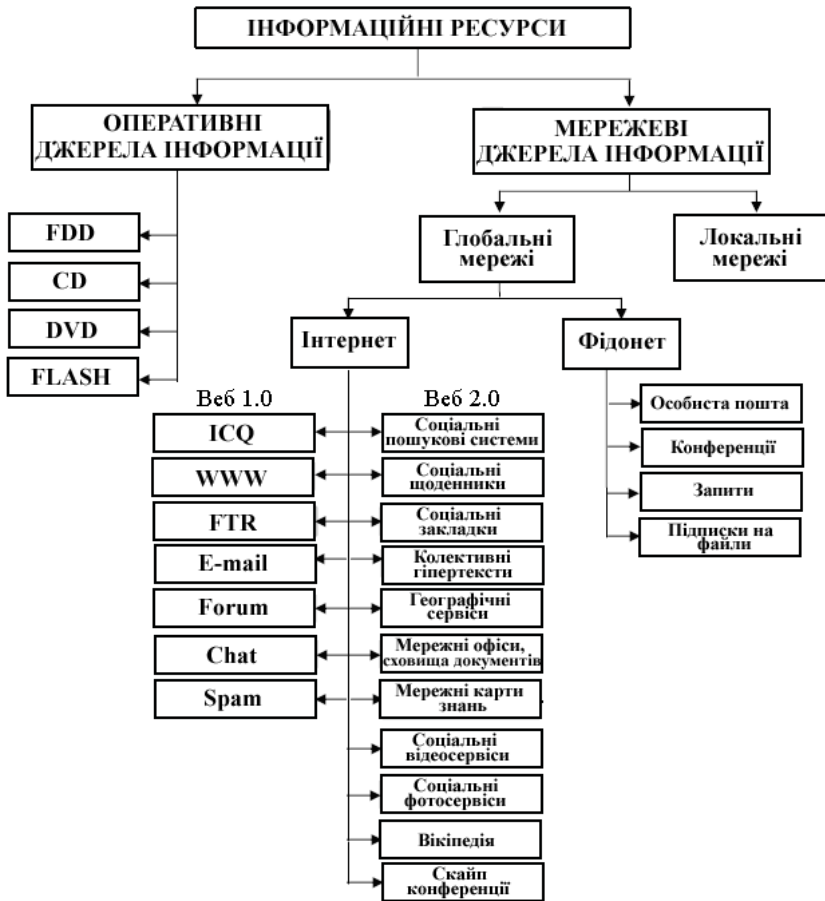 ІНФОРМАЦІЙНІ РЕСУРСИ
ОПЕРАТИВНІ
ДЖЕРЕЛА ІНФОРМАЦІЇ
МЕРЕЖЕВІ
ДЖЕРЕЛА ІНФОРМАЦІЇ
FDD
CD
DVD
FLASH
Глобальні
мережі
Локальні
мережі
Інтернет
Фідонет
Веб 1.0
ICQ
WWW
FTR
E-mail
Forum
Chat
Spam
Веб 2.0
Соціальні
пошукові системи
Соціальні
щоденники
Соціальні
закладки
Колективні
гіпертексти
Географічні
сервіси
Мережні офіси,
сховища документів
Мережні карти
знань
Соціальні
відеосервіси
Соціальні
фотосервіси
Вікіпедія
Скайп
конференції
Особиста пошта
Конференції
Запити
Підписки на
файли